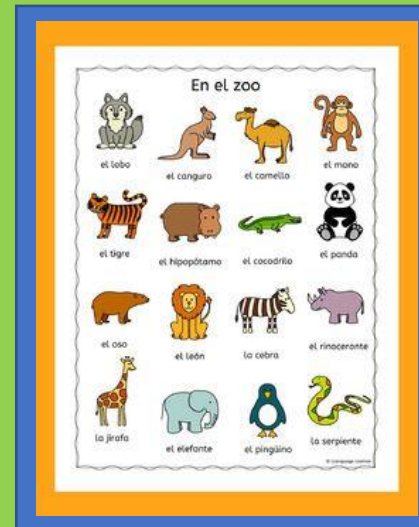 En el zoo
el lobo
el canguro
el camello
el mono
el tigre
el hipopótamo
el cocodrilo
el panda
el oso
el león
la cebra
el rinoceronte
la jirafa
el elefante
el pingüino
la serpiente